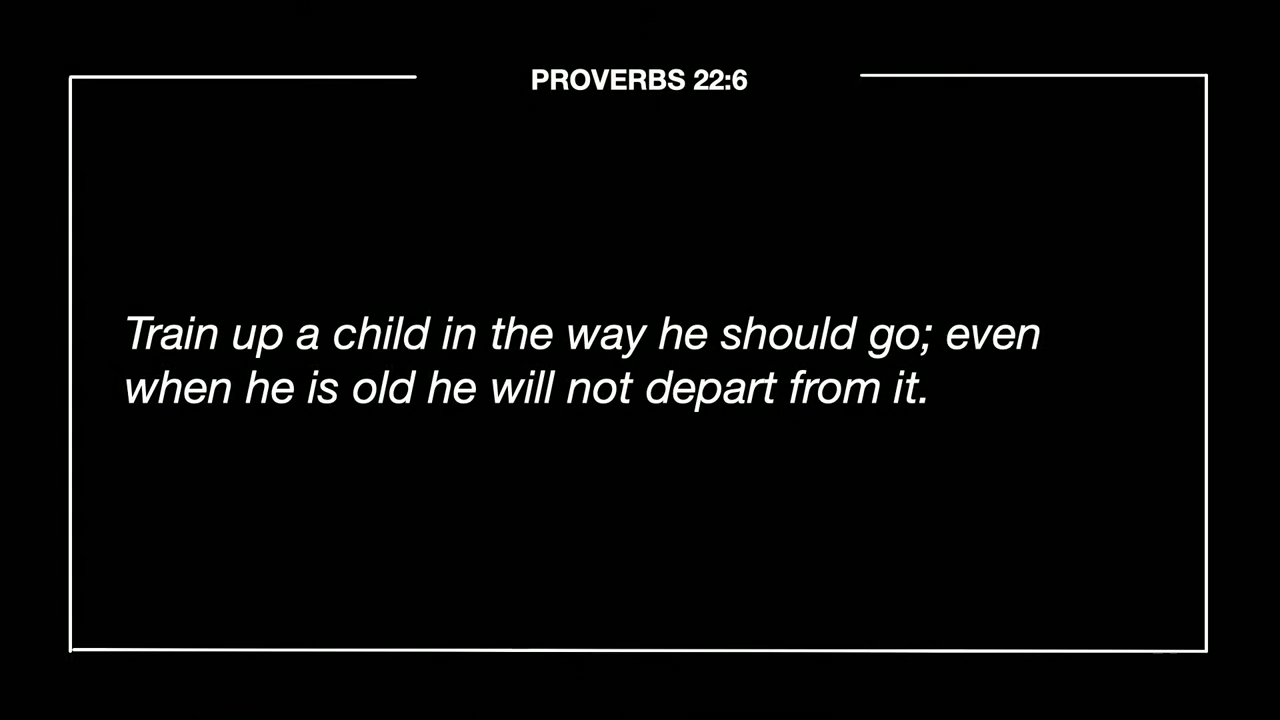 PROVERBS 22:6
Train up a child in the way he should go; even
when he is old he will not depart from it.